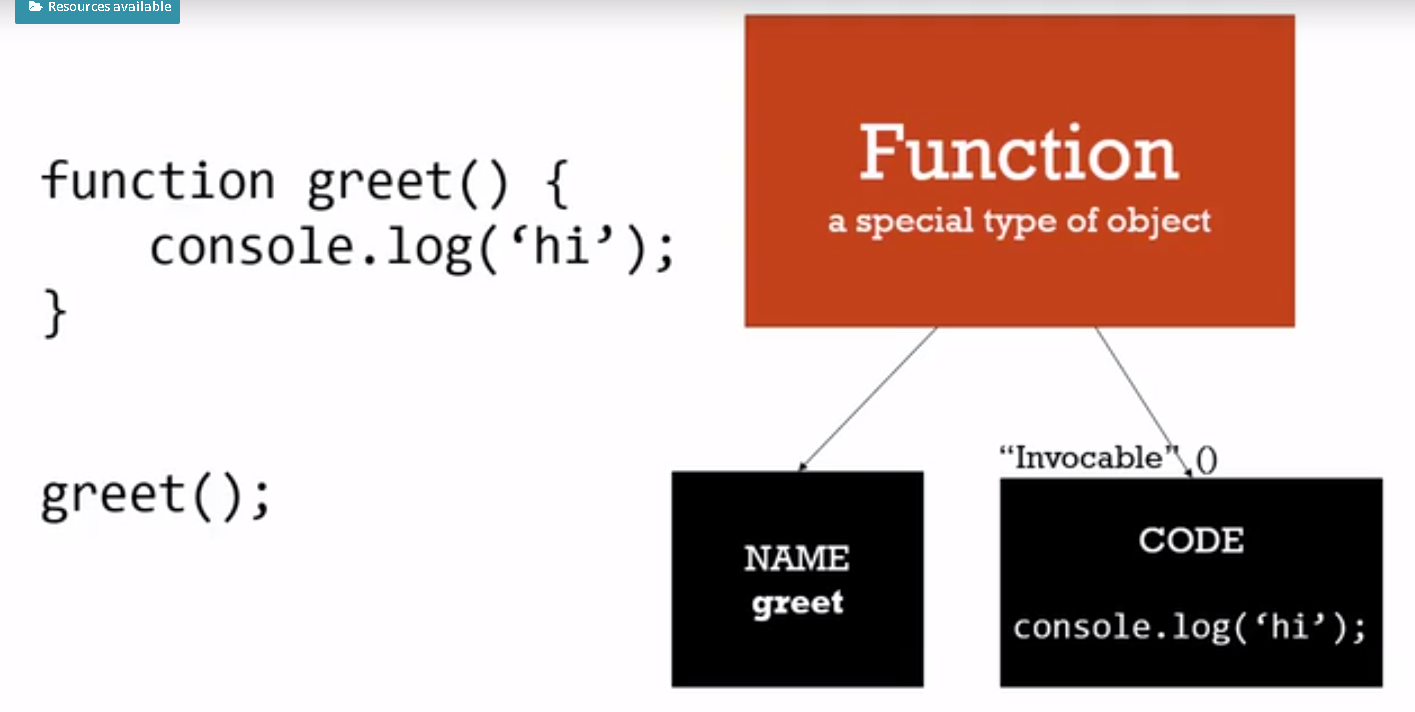 Resources available
function greet() {
console.log(‘hi’);
}
greet();
Function
a special type of object
“Invocable” ()
NAME
greet
CODE
console.log(‘hi’);